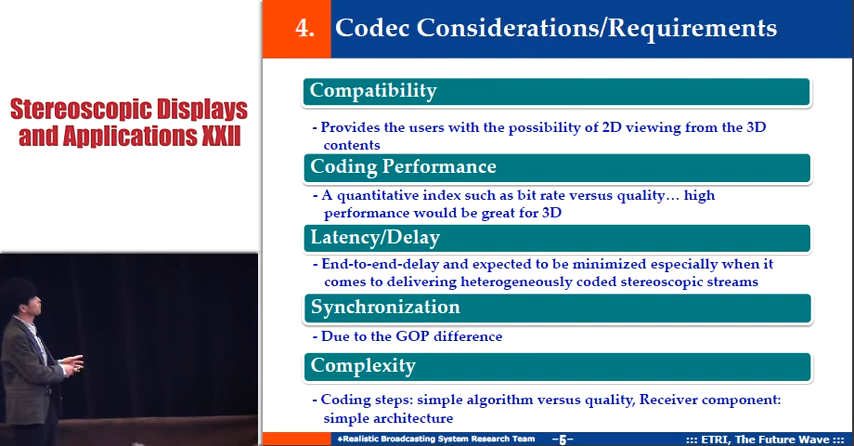 Stereoscopic Displays
and Applications XXII
4. Codec Considerations/Requirements
Compatibility
- Provides the users with the possibility of 2D viewing from the 3D
contents
Coding Performance
- A quantitative index such as bit rate versus quality... high
performance would be great for 3D
Latency/Delay
- End-to-end-delay and expected to be minimized especially when it
comes to delivering heterogeneously coded stereoscopic streams
Synchronization
- Due to the GOP difference
Complexity
- Coding steps: simple algorithm versus quality, Receiver component:
simple architecture
♦Realistic Broadcasting System Research Team –5– ::: ETRI, The Future Wave :::